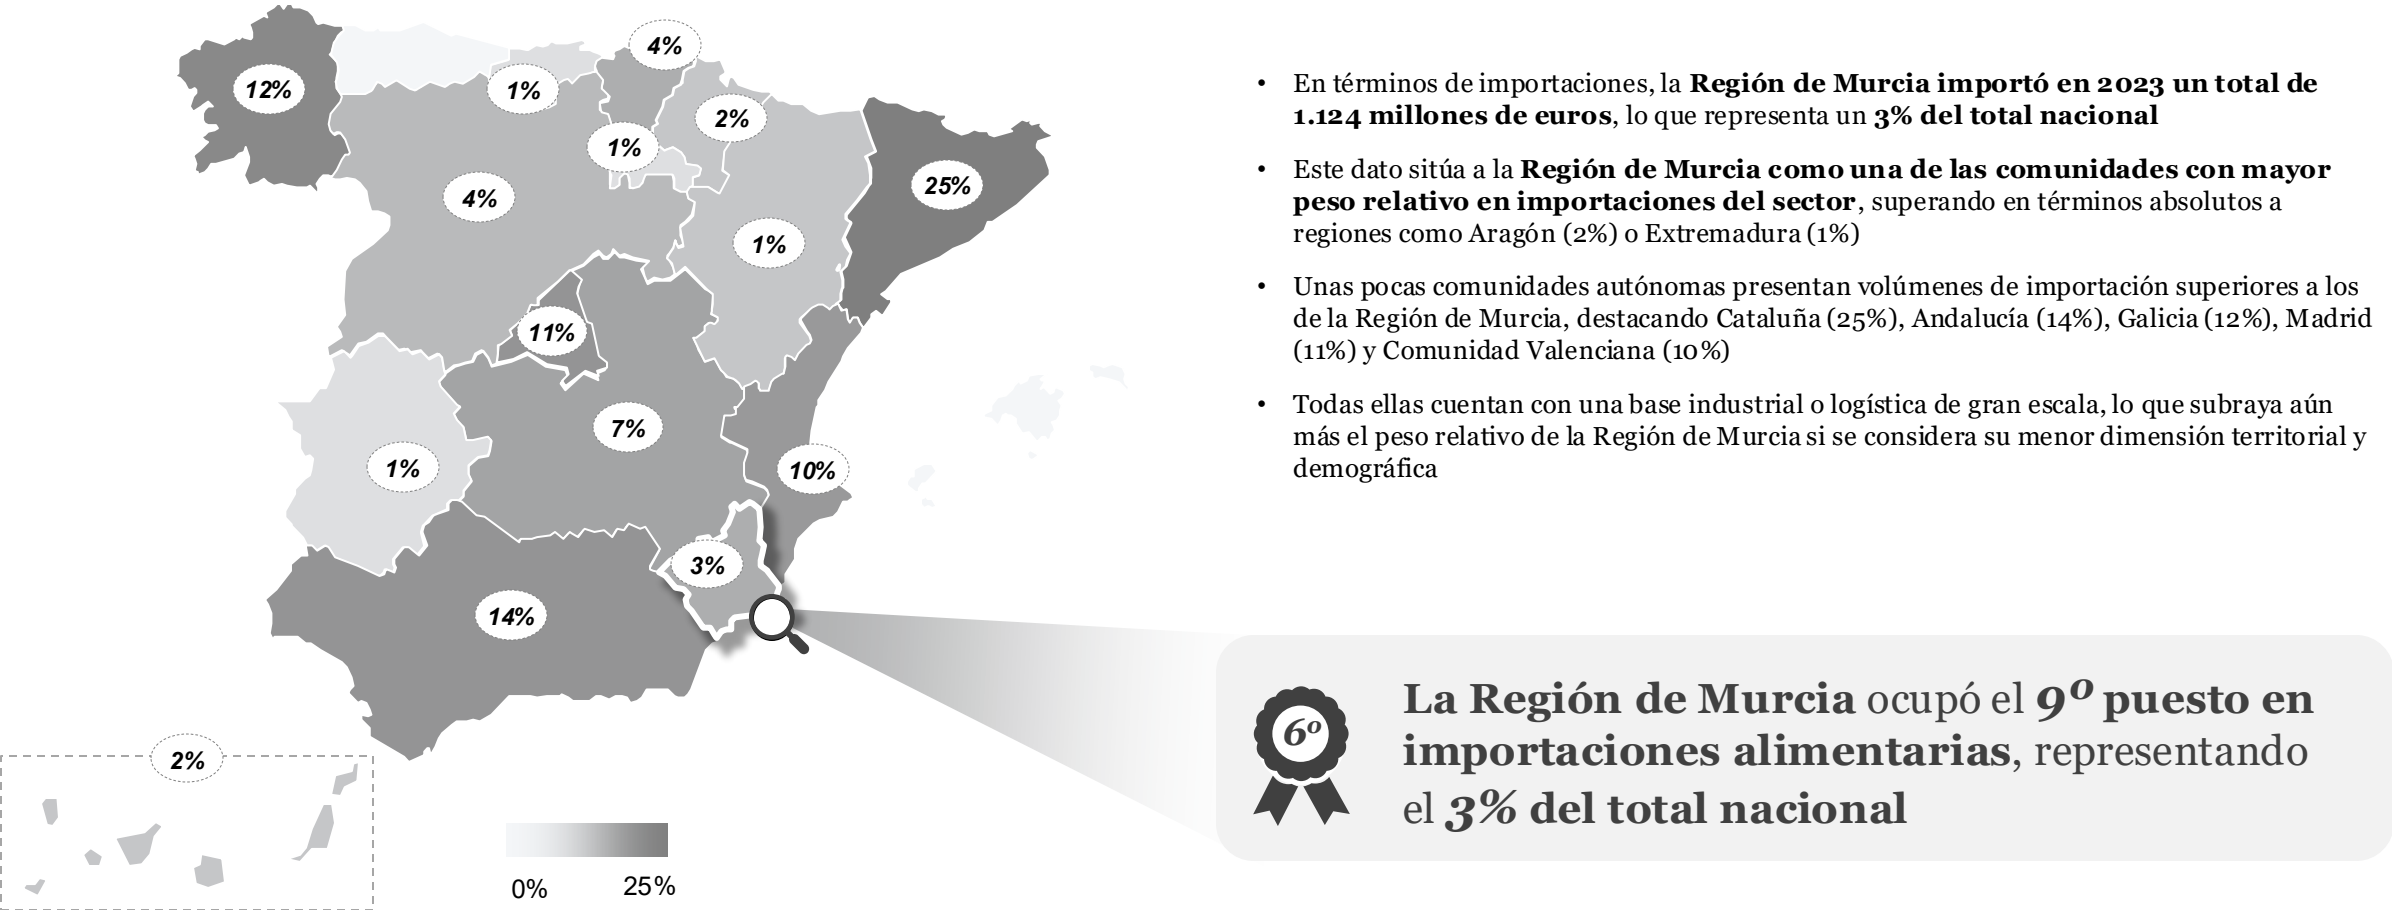 4%
12%
1%
2%
1%
25%
4%
1%
11%
7%
1%
10%
3%
14%
2%
0%
25%
• En términos de importaciones, la Región de Murcia importó en 2023 un total de
1.124 millones de euros, lo que representa un 3% del total nacional
• Este dato sitúa a la Región de Murcia como una de las comunidades con mayor
peso relativo en importaciones del sector, superando en términos absolutos a
regiones como Aragón (2%) o Extremadura (1%)
• Unas pocas comunidades autónomas presentan volúmenes de importación superiores a los
de la Región de Murcia, destacando Cataluña (25%), Andalucía (14%), Galicia (12%), Madrid
(11%) y Comunidad Valenciana (10%)
• Todas ellas cuentan con una base industrial o logística de gran escala, lo que subraya aún
más el peso relativo de la Región de Murcia si se considera su menor dimensión territorial y
demográfica
6º
La Región de Murcia ocupó el 9º puesto en
importaciones alimentarias, representando
el 3% del total nacional